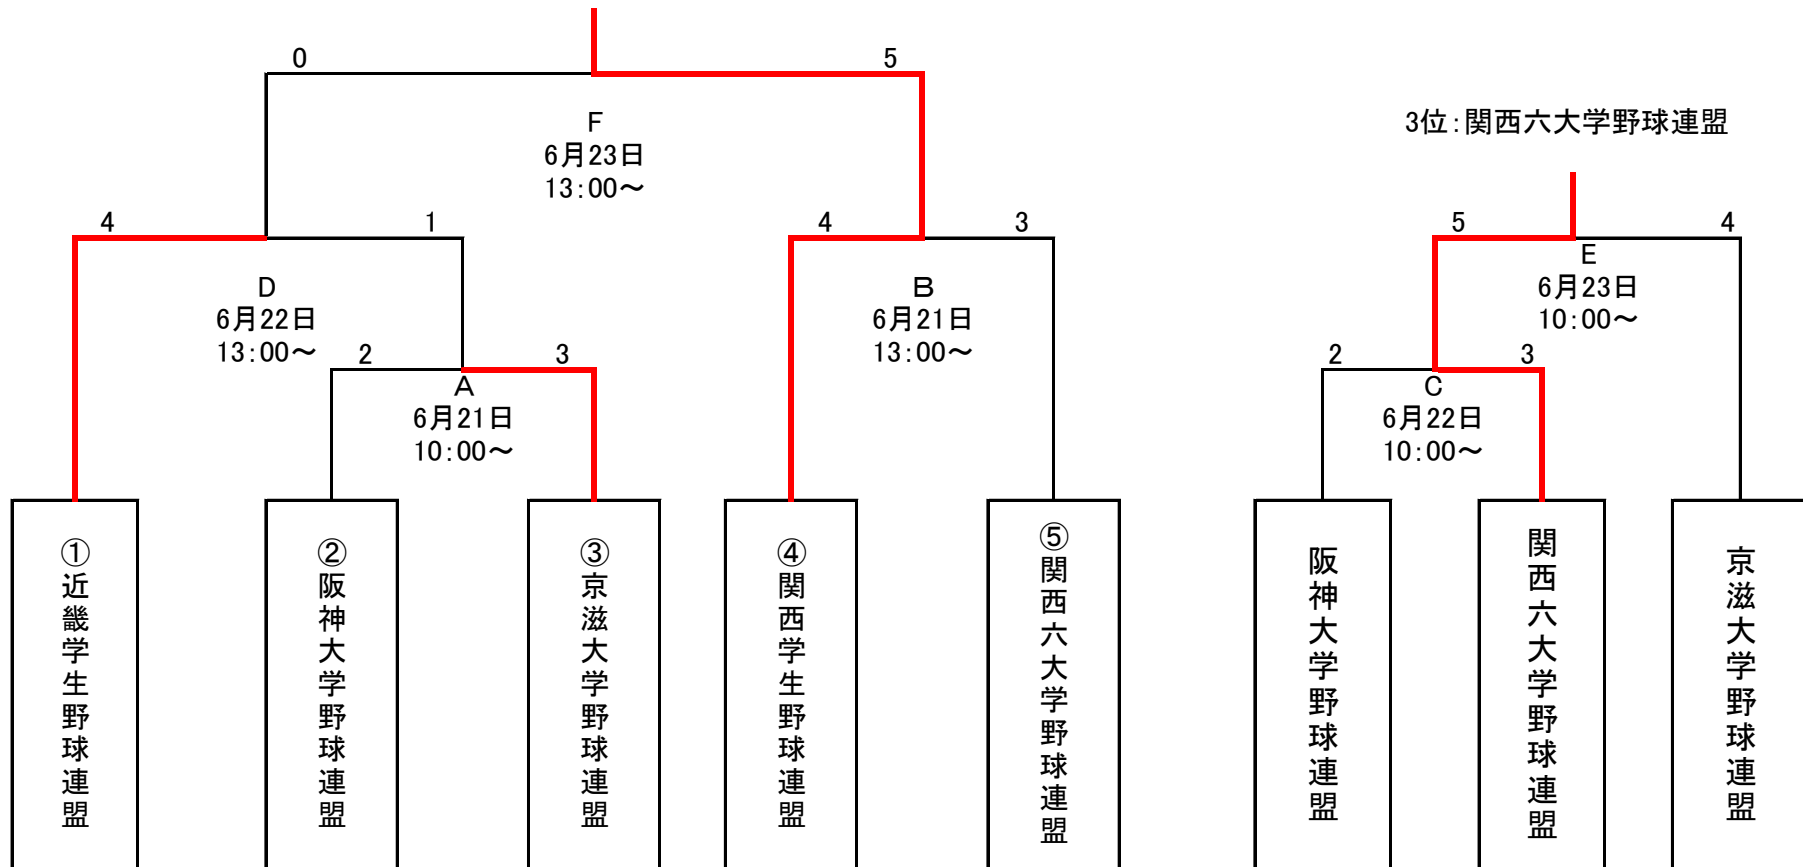 0
5
F
6月23日
13:00～
3位:関西六大学野球連盟
4
1
4
3
5
4
D
6月22日
13:00～
B
6月21日
13:00～
E
6月23日
10:00～
2
3
A
6月21日
10:00～
2
3
C
6月22日
10:00～
①近畿学生野球連盟
②阪神大学野球連盟
③京滋大学野球連盟
④関西学生野球連盟
⑤関西六大学野球連盟
阪神大学野球連盟
関西六大学野球連盟
京滋大学野球連盟